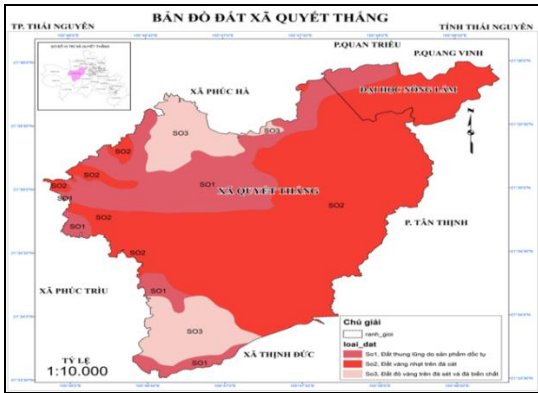 BẢN ĐỒ ĐẤT XÃ QUYẾT THẮNG
TP. THÁI NGUYÊN
TỈNH THÁI NGUYÊN
P.QUAN TRIỀU
P.QUANG VINH
ĐẠI HỌC NÔNG LÂM
XÃ PHÚC HÀ
SO3
SO3
SO2
SO2
SO2
SO1
SO1
XÃ QUYẾT THẮNG
SO2
SO2
SO1
P. TÂN THỊNH
SO2
XÃ PHÚC TRÌU
SO1
SO3
SO1
XÃ THỊNH ĐỨC
TỶ LỆ
1:10.000
Chú giải
ranh_gioi
loai_dat
So1, Đất thung lũng do sản phẩm dốc tụ
So2, Đất vàng nhạt trên đá cát
So3, Đất đỏ vàng trên đá sét và đá biến chất